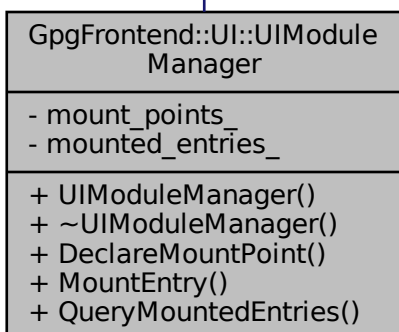 GpgFrontend::UI::UIModule
Manager
- mount_points_
- mounted_entries_
+ UIModuleManager()
+ ~UIModuleManager()
+ DeclareMountPoint()
+ MountEntry()
+ QueryMountedEntries()